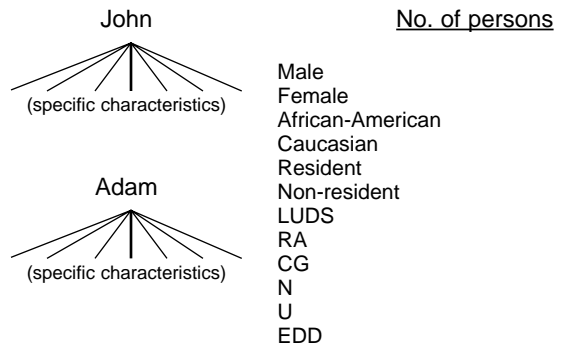 John
(specific characteristics)
Adam
(specific characteristics)
No. of persons
Male
Female
African-American
Caucasian
Resident
Non-resident
LUDS
RA
CG
N
U
EDD